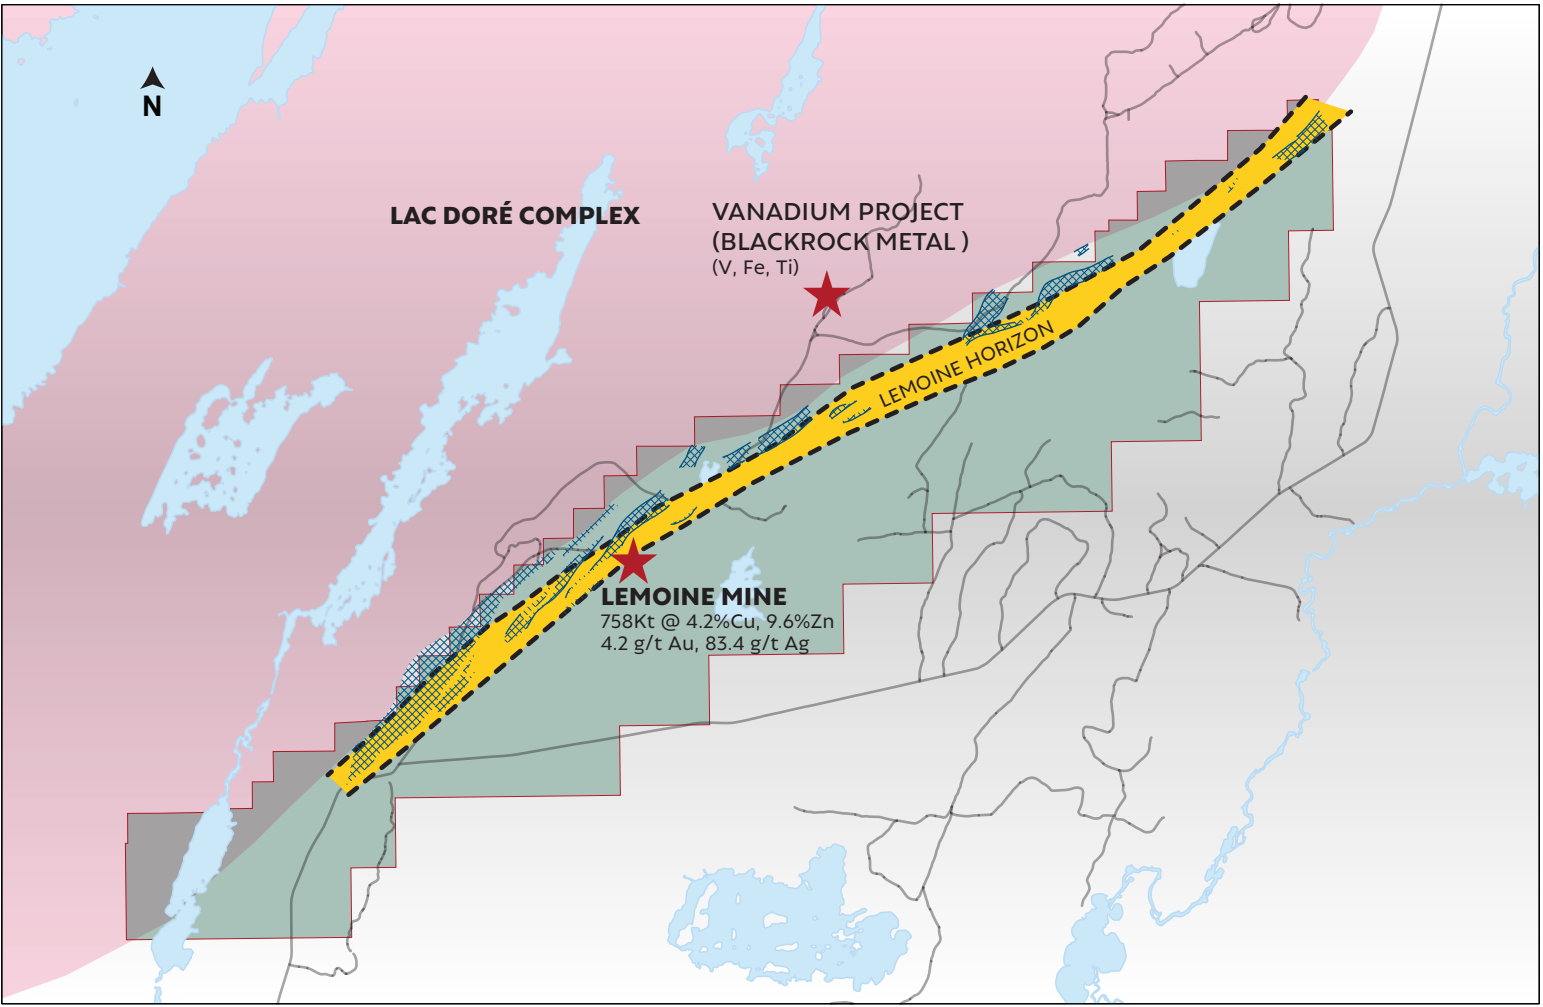 N
LAC DORÉ COMPLEX
VANADIUM PROJECT
(BLACKROCK METAL )
(V, Fe, Ti)
LEMOINE HORIZON
LEMOINE MINE
758Kt @ 4.2%Cu, 9.6%Zn
4.2 g/t Au, 83.4 g/t Ag